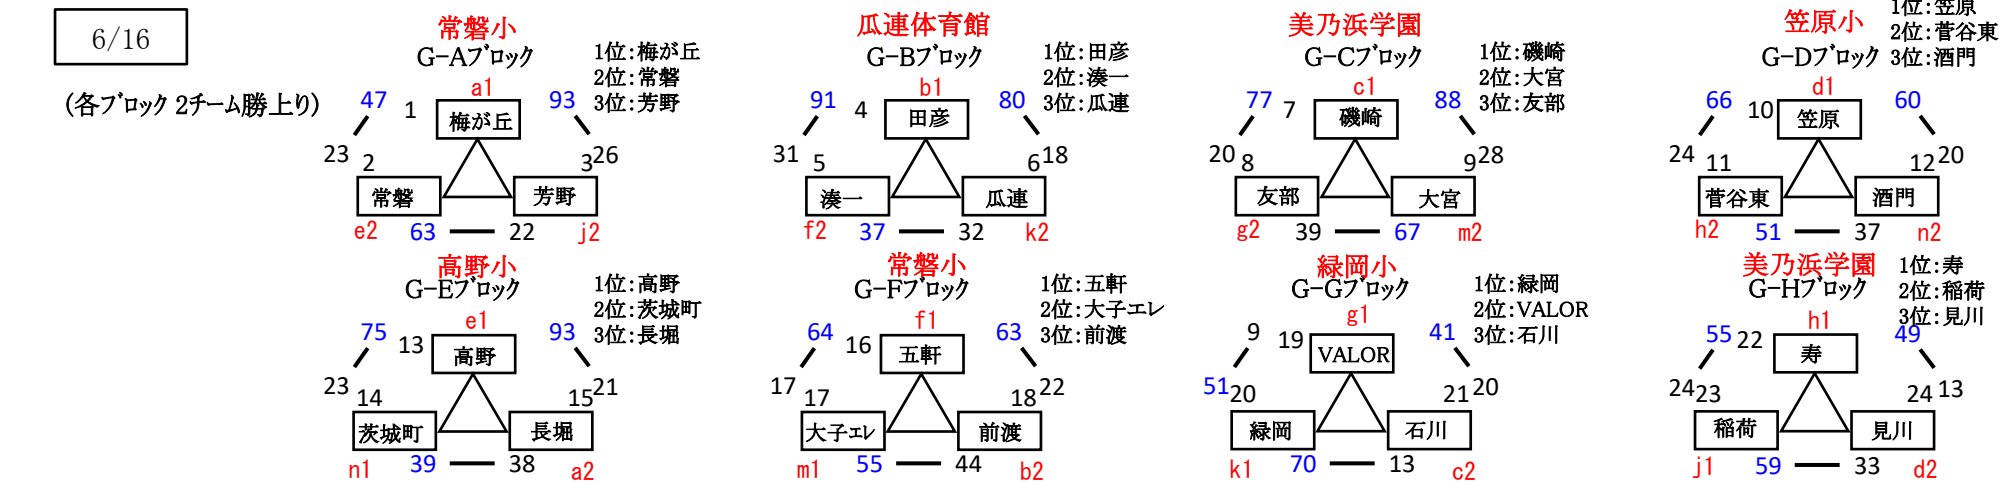 6/16
(各ブロック 2チーム勝上り)
常磐小
G-Aブロック
1位:梅が丘
2位:常磐
3位:芳野
a1
47
1
梅が丘
93
23
2
3
26
常磐
芳野
e2
63
22
j2
瓜連体育館
G-Bブロック
1位:田彦
2位:湊一
3位:瓜連
b1
91
4
田彦
80
31
5
6
18
湊一
瓜連
f2
37
32
k2
美乃浜学園
G-Cブロック
1位:磯崎
2位:大宮
3位:友部
c1
77
7
磯崎
88
20
8
9
28
友部
大宮
g2
39
67
m2
笠原小
G-Dブロック
1位:笠原
2位:菅谷東
3位:酒門
d1
66
10
笠原
60
24
11
12
20
菅谷東
酒門
h2
51
37
n2
高野小
G-Eブロック
1位:高野
2位:茨城町
3位:長堀
e1
75
13
高野
93
23
14
15
21
茨城町
長堀
n1
39
38
a2
常磐小
G-Fブロック
1位:五軒
2位:大子エレ
3位:前渡
f1
64
16
五軒
63
17
17
18
22
大子エレ
前渡
m1
55
44
b2
緑岡小
G-Gブロック
1位:緑岡
2位:VALOR
3位:石川
g1
9
19
VALOR
41
51
20
21
20
緑岡
石川
k1
70
13
c2
美乃浜学園
G-Hブロック
1位:寿
2位:稲荷
3位:見川
h1
55
22
寿
49
24
23
24
13
稲荷
見川
j1
59
33
d2